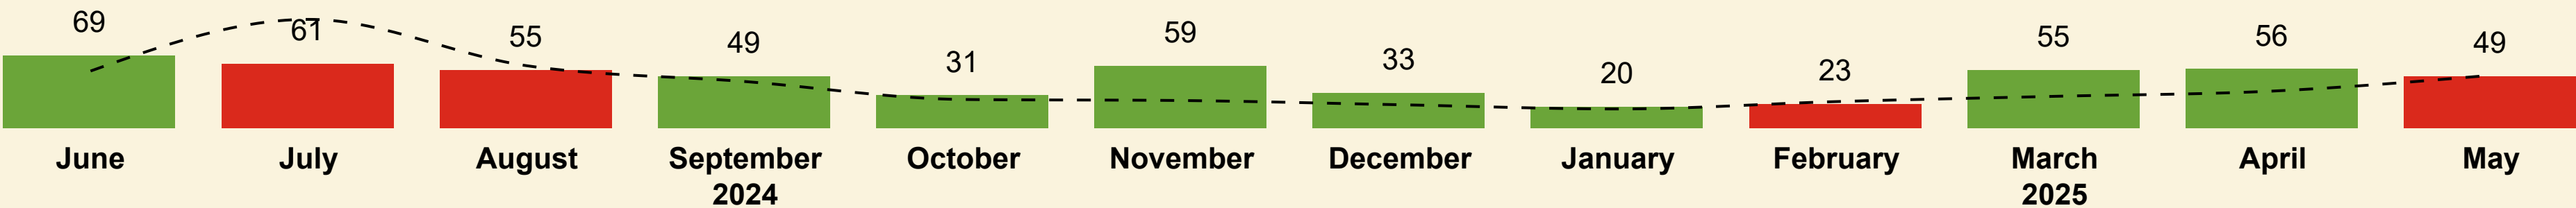 69 61 55 49 31 59 33 20 23 55 56 49
June July August September October November December January February March April May
2024 2025